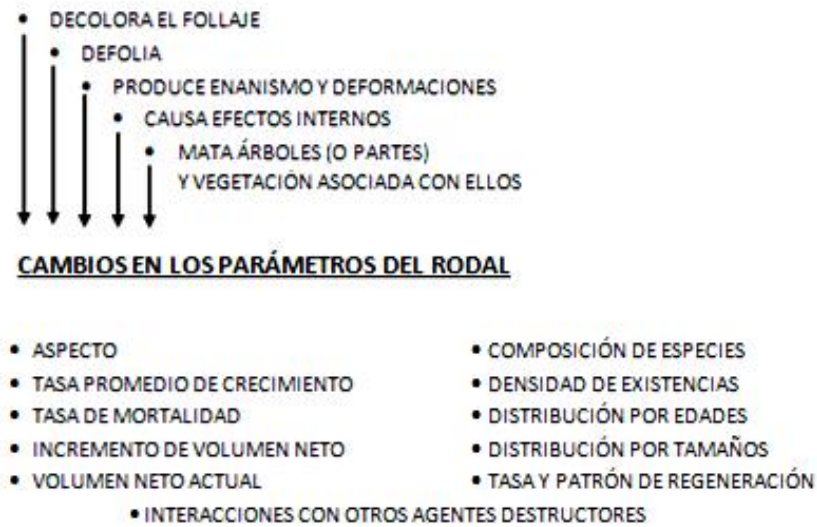 • DECOLORA EL FOLLAJE
• DEFOLIA
• PRODUCE ENANISMO Y DEFORMACIONES
• CAUSA EFECTOS INTERNOS
• MATA ÁRBOLES (O PARTES)
Y VEGETACIÓN ASOCIADA CON ELLOS
CAMBIOS EN LOS PARÁMETROS DEL RODAL
• ASPECTO
• TASA PROMEDIO DE CRECIMIENTO
• TASA DE MORTALIDAD
• INCREMENTO DE VOLUMEN NETO
• VOLUMEN NETO ACTUAL
• COMPOSICIÓN DE ESPECIES
• DENSIDAD DE EXISTENCIAS
• DISTRIBUCIÓN POR EDADES
• DISTRIBUCIÓN POR TAMAÑOS
• TASA Y PATRÓN DE REGENERACIÓN
• INTERACCIONES CON OTROS AGENTES DESTRUCTORES